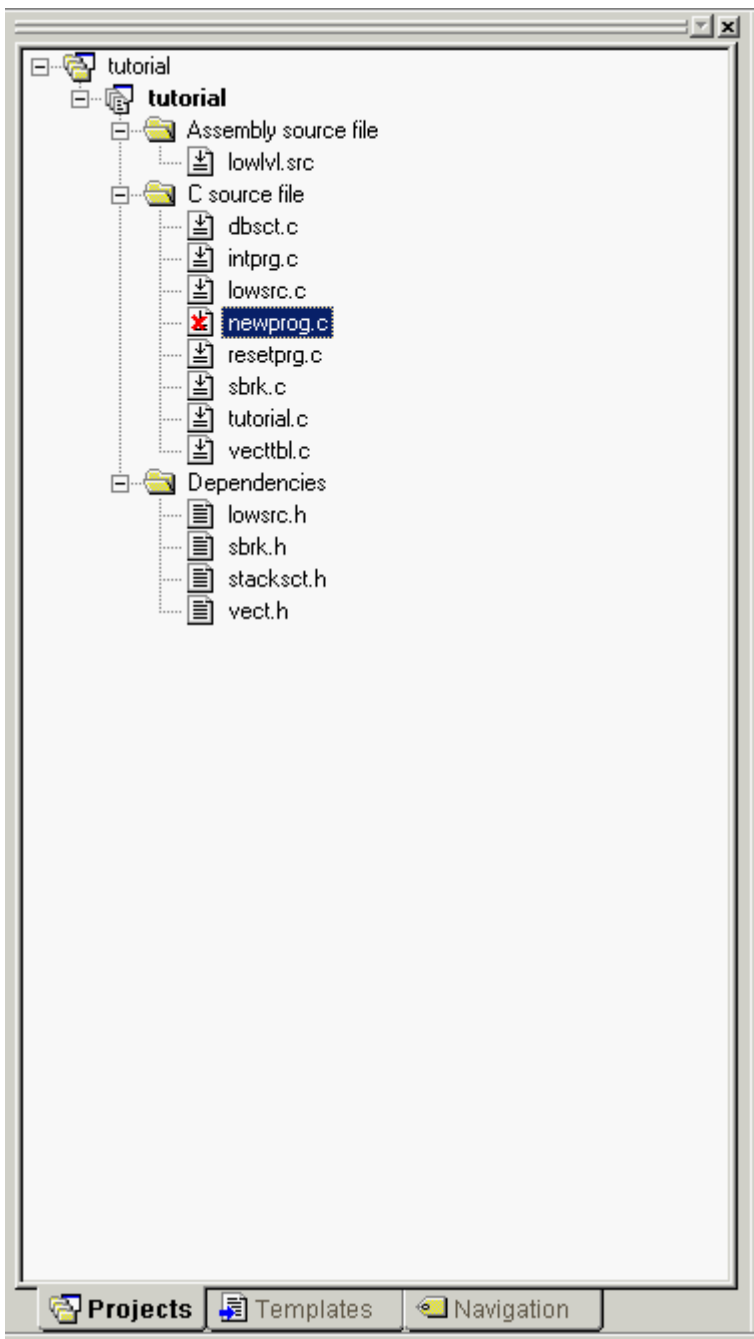 tutorial
tutorial
Assembly source file
lowlvl.src
C source file
dbsct.c
intprg.c
lowsrc.c
newprog.c
resetprg.c
sbrk.c
tutorial.c
vecttbl.c
Dependencies
lowsrc.h
sbrk.h
stacksct.h
vect.h
Projects Templates Navigation